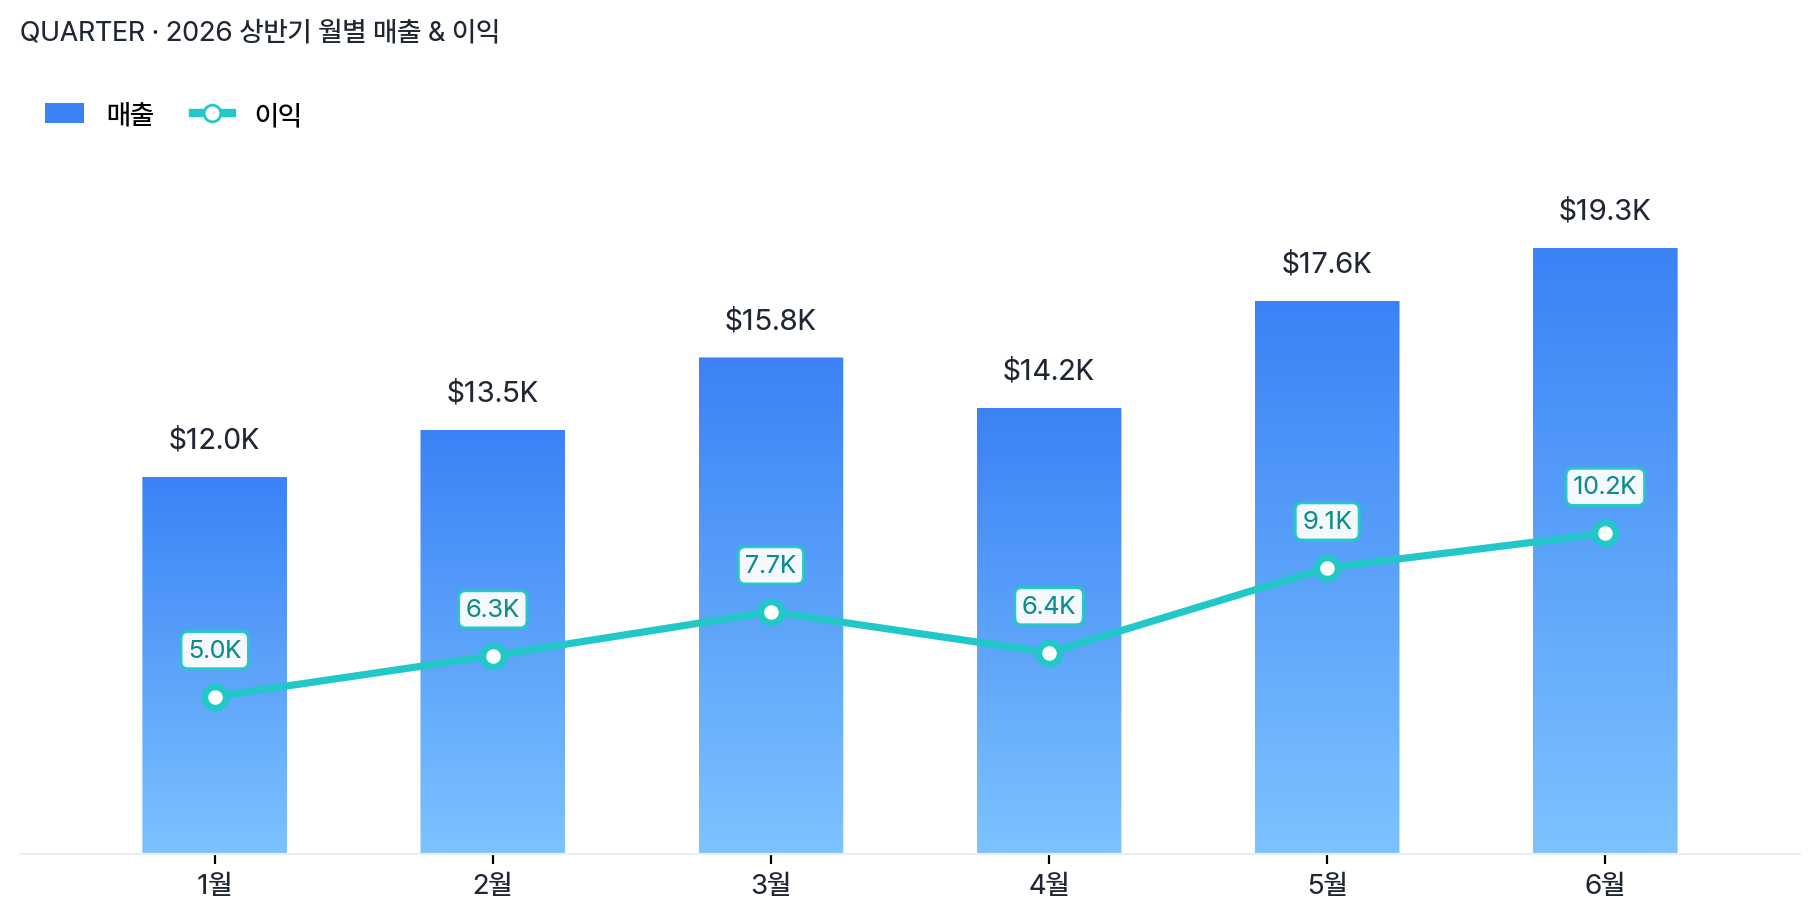 QUARTER · 2026 상반기 월별 매출 & 이익
매출 이익
$19.3K
$17.6K
$15.8K
$14.2K
$13.5K
$12.0K
10.2K
9.1K
7.7K
6.4K
6.3K
5.0K
1월 2월 3월 4월 5월 6월